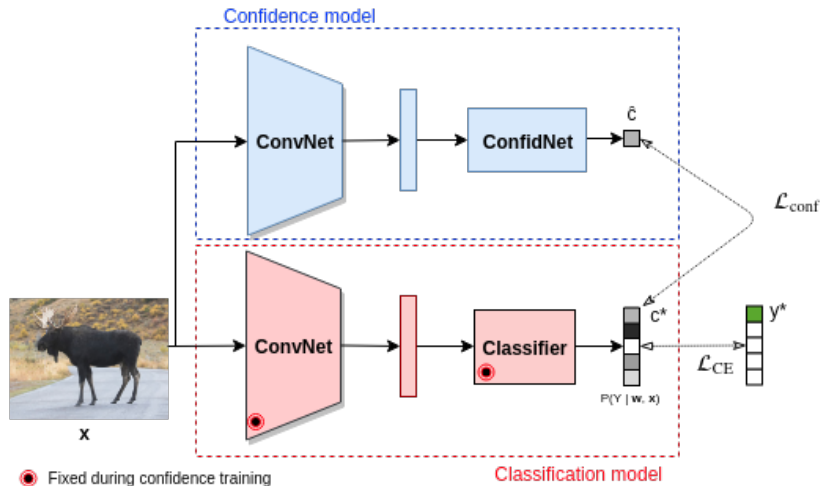 Confidence model
ConvNet
ConfidNet
ĉ
ℒconf
ConvNet
Classifier
c*
y*
ℒCE
P(Y | w, x)
x
Fixed during confidence training
Classification model